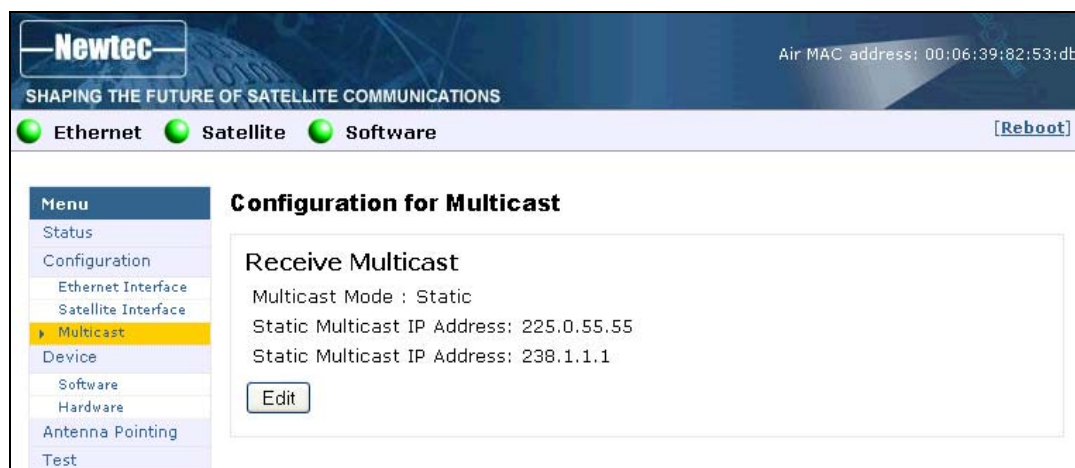 Newtec
Air MAC address: 00:06:39:82:53:db
SHAPING THE FUTURE OF SATELLITE COMMUNICATIONS
Ethernet Satellite Software [Reboot]
Menu
Status
Configuration
Ethernet Interface
Satellite Interface
Multicast
Device
Software
Hardware
Antenna Pointing
Test
Configuration for Multicast
Receive Multicast
Multicast Mode : Static
Static Multicast IP Address: 225.0.55.55
Static Multicast IP Address: 238.1.1.1
Edit